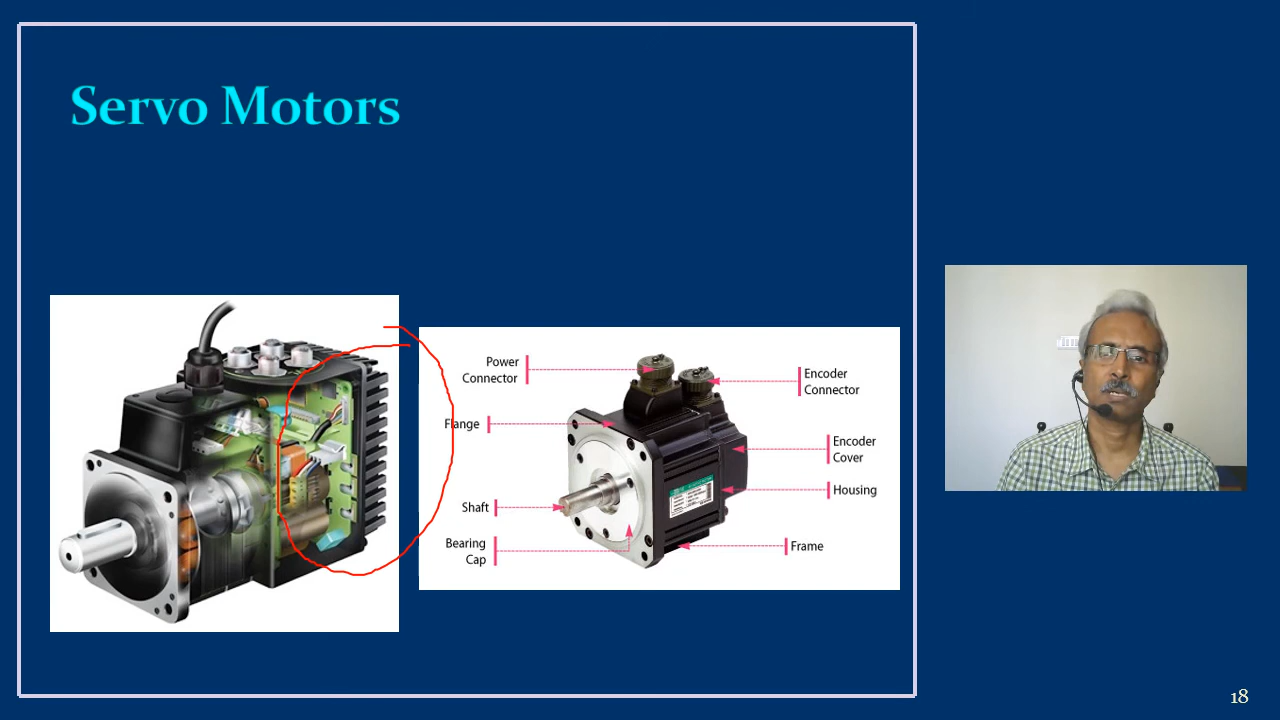 Servo Motors
Power
Connector
Encoder
Connector
Flange
Encoder
Cover
Housing
Shaft
Bearing
Cap
Frame
18